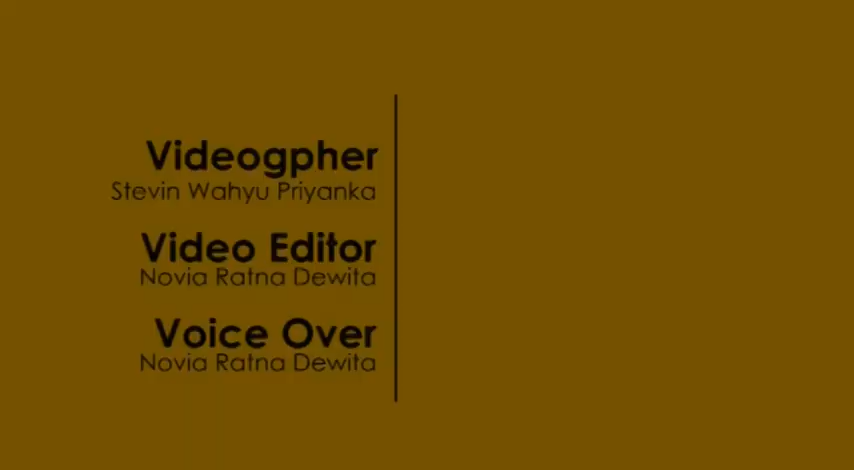 Videogpher
Stevin Wahyu Priyanka
Video Editor
Novia Ratna Dewita
Voice Over
Novia Ratna Dewita